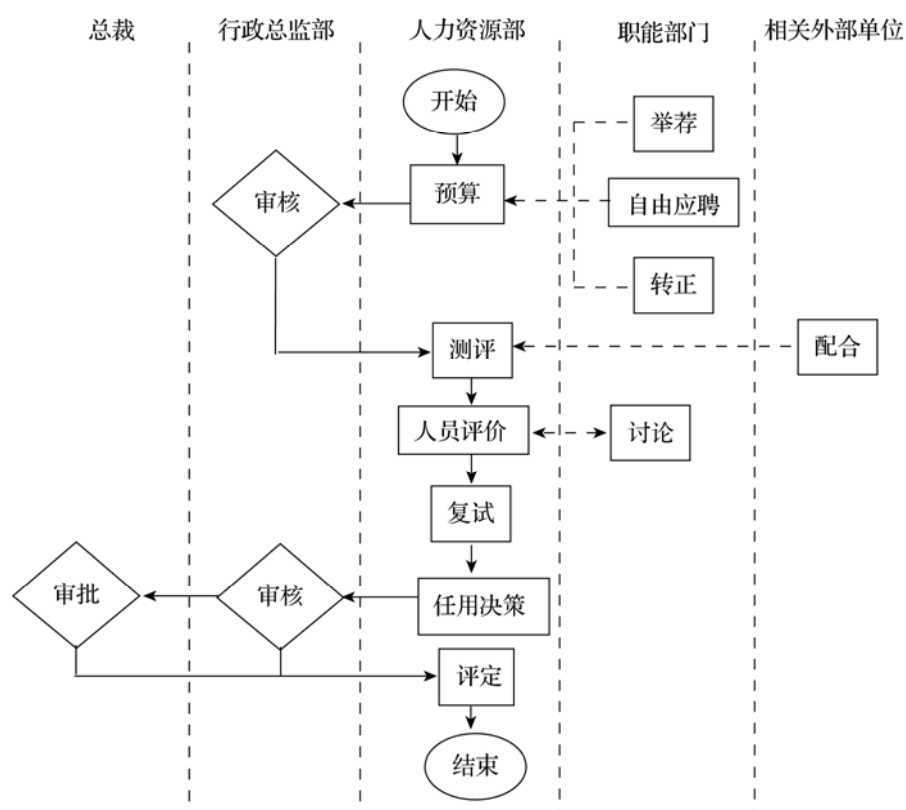 总裁
行政总监部
人力资源部
职能部门
相关外部单位
开始
举荐
审核
预算
自由应聘
转正
测评
配合
人员评价
讨论
复试
审批
审核
任用决策
评定
结束